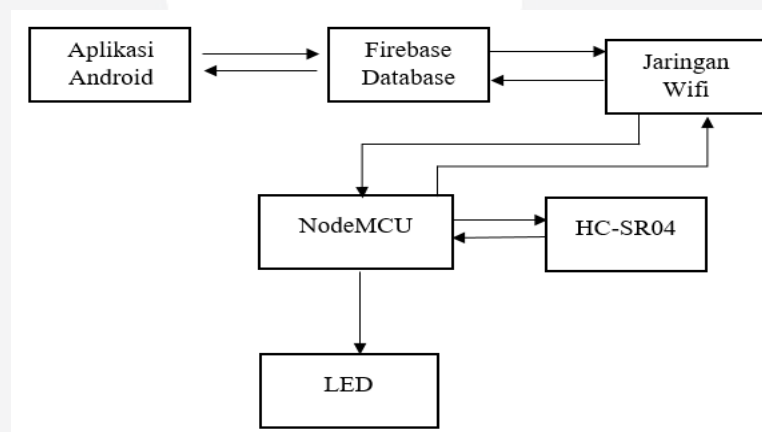 Aplikasi
Android
Firebase
Database
Jaringan
Wifi
NodeMCU
HC-SR04
LED